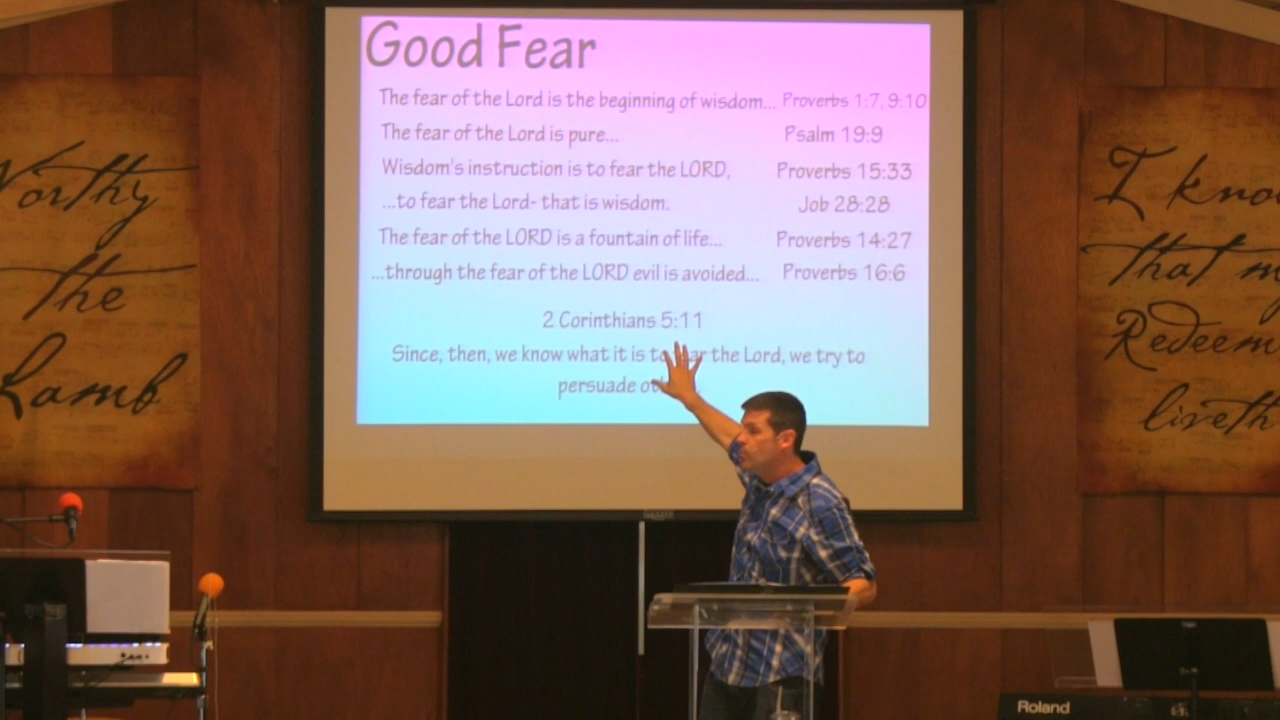 Good Fear
The fear of the Lord is the beginning of wisdom... Proverbs 1:7, 9:10
The fear of the Lord is pure... Psalm 19:9
Wisdom's instruction is to fear the LORD, Proverbs 15:33
...to fear the Lord- that is wisdom. Job 28:28
The fear of the LORD is a fountain of life... Proverbs 14:27
...through the fear of the LORD evil is avoided... Proverbs 16:6
2 Corinthians 5:11
Since, then, we know what it is to the Lord, we try to
persuade
Worthy
the
Lamb
I
that
liveth
Roland